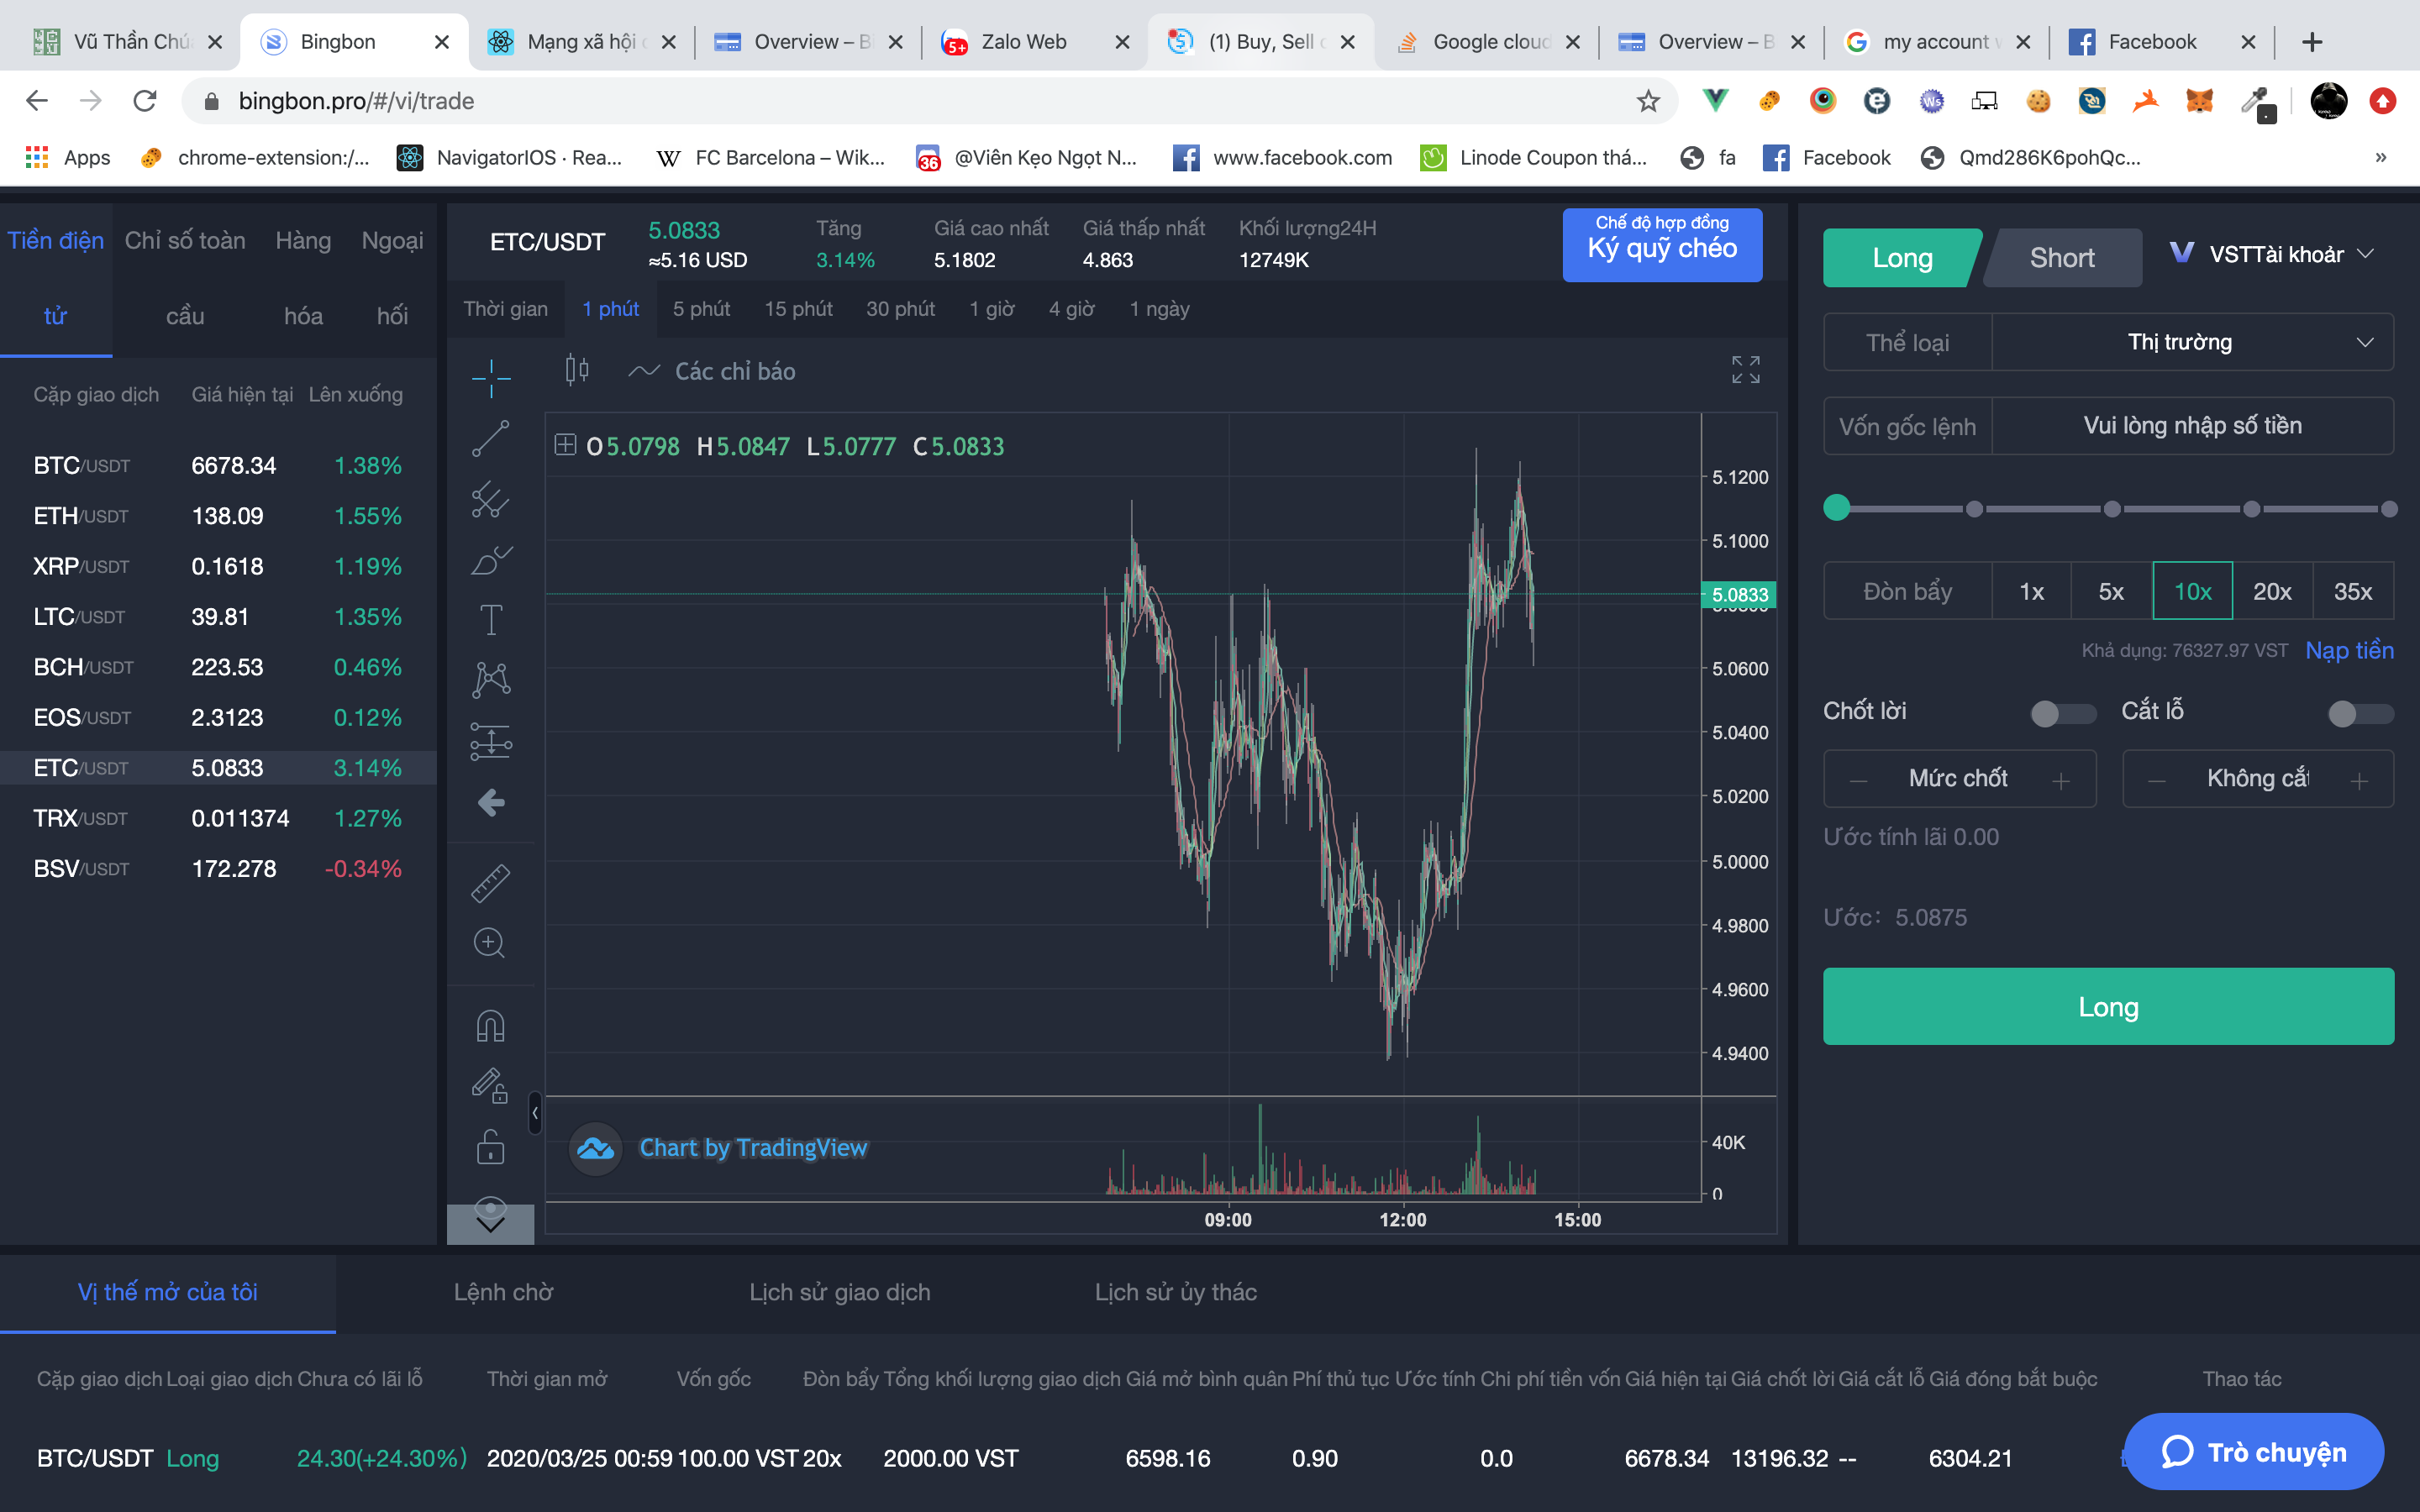 Vũ Thần Chú
Bingbon
Mạng xã hội
Overview – B
Zalo Web
(1) Buy, Sell
Google cloud
Overview – B
my account
Facebook
bingbon.pro/#/vi/trade
Apps
chrome-extension:/...
NavigatorIOS · Rea...
FC Barcelona – Wik...
36
@Viên Kẹo Ngọt N...
www.facebook.com
Linode Coupon thá...
fa
Facebook
Qmd286K6pohQc...
»
Tiền điện tử
Chỉ số toàn cầu
Hàng hóa
Ngoại hối
Cặp giao dịch Giá hiện tại Lên xuống
BTC/USDT 6678.34 1.38%
ETH/USDT 138.09 1.55%
XRP/USDT 0.1618 1.19%
LTC/USDT 39.81 1.35%
BCH/USDT 223.53 0.46%
EOS/USDT 2.3123 0.12%
ETC/USDT 5.0833 3.14%
TRX/USDT 0.011374 1.27%
BSV/USDT 172.278 -0.34%
ETC/USDT
5.0833
≈5.16 USD
Tăng
3.14%
Giá cao nhất
5.1802
Giá thấp nhất
4.863
Khối lượng24H
12749K
Chế độ hợp đồng
Ký quỹ chéo
Thời gian 1 phút 5 phút 15 phút 30 phút 1 giờ 4 giờ 1 ngày
Các chỉ báo
O5.0798 H5.0847 L5.0777 C5.0833
5.1200
5.1000
5.0833
5.0600
5.0400
5.0200
5.0000
4.9800
4.9600
4.9400
40K
0
Chart by TradingView
09:00 12:00 15:00
Long
Short
VSTTài khoản
Thể loại
Thị trường
Vốn gốc lệnh
Vui lòng nhập số tiền
Đòn bẩy 1x 5x 10x 20x 35x
Khả dụng: 76327.97 VST Nạp tiền
Chốt lời
Cắt lỗ
Mức chốt
Không cắt
Ước tính lãi 0.00
Ước: 5.0875
Long
Vị thế mở của tôi
Lệnh chờ
Lịch sử giao dịch
Lịch sử ủy thác
Cặp giao dịch Loại giao dịch Chưa có lãi lỗ Thời gian mở Vốn gốc Đòn bẩy Tổng khối lượng giao dịch Giá mở bình quân Phí thủ tục Ước tính Chi phí tiền vốn Giá hiện tại Giá chốt lời Giá cắt lỗ Giá đóng bắt buộc Thao tác
BTC/USDT Long 24.30(+24.30%) 2020/03/25 00:59 100.00 VST 20x 2000.00 VST 6598.16 0.90 0.0 6678.34 13196.32 -- 6304.21
Trò chuyện